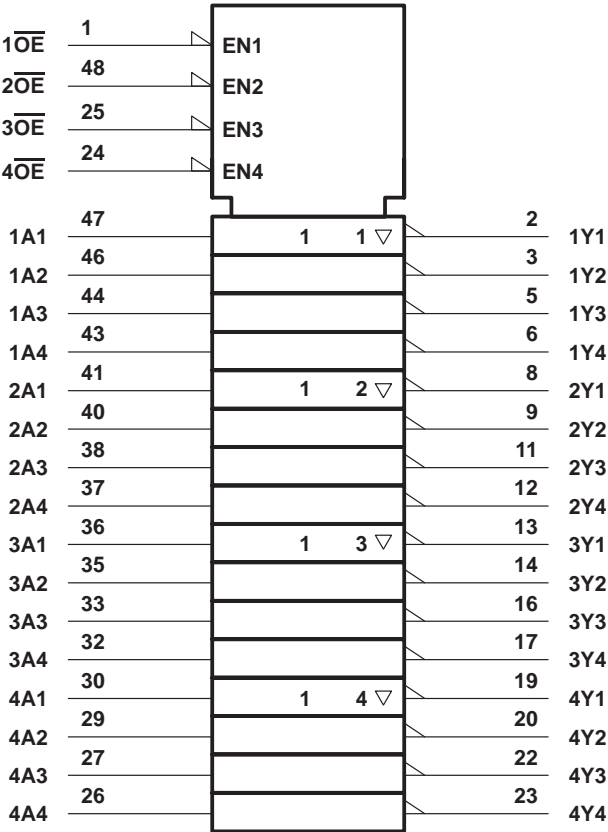 1O̅E̅ 1 EN1
2O̅E̅ 48 EN2
3O̅E̅ 25 EN3
4O̅E̅ 24 EN4
1A1 47 1 1 ▽ 2 1Y1
1A2 46 3 1Y2
1A3 44 5 1Y3
1A4 43 6 1Y4
2A1 41 1 2 ▽ 8 2Y1
2A2 40 9 2Y2
2A3 38 11 2Y3
2A4 37 12 2Y4
3A1 36 1 3 ▽ 13 3Y1
3A2 35 14 3Y2
3A3 33 16 3Y3
3A4 32 17 3Y4
4A1 30 1 4 ▽ 19 4Y1
4A2 29 20 4Y2
4A3 27 22 4Y3
4A4 26 23 4Y4